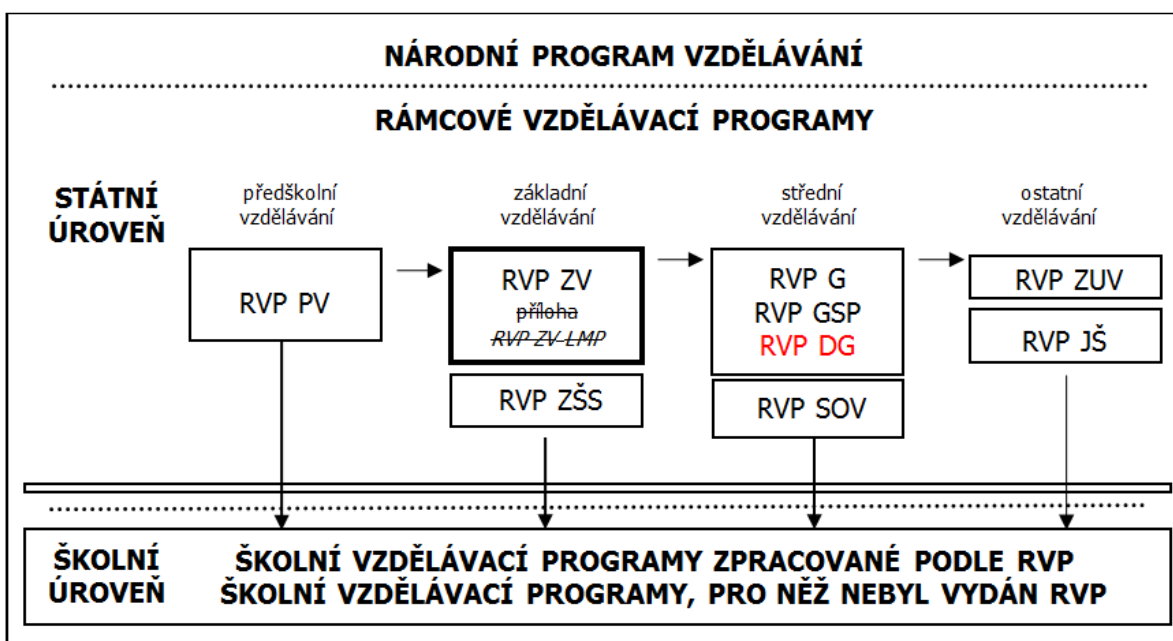 NÁRODNÍ PROGRAM VZDĚLÁVÁNÍ
RÁMCOVÉ VZDĚLÁVACÍ PROGRAMY
STÁTNÍ
ÚROVEŇ
předškolní
vzdělávání
základní
vzdělávání
střední
vzdělávání
ostatní
vzdělávání
RVP PV
RVP ZV
příloha
RVP ZV-LMP
RVP ZŠS
RVP G
RVP GSP
RVP DG
RVP SOV
RVP ZUV
RVP JŠ
ŠKOLNÍ
ÚROVEŇ
ŠKOLNÍ VZDĚLÁVACÍ PROGRAMY ZPRACOVANÉ PODLE RVP
ŠKOLNÍ VZDĚLÁVACÍ PROGRAMY, PRO NĚŽ NEBYL VYDÁN RVP